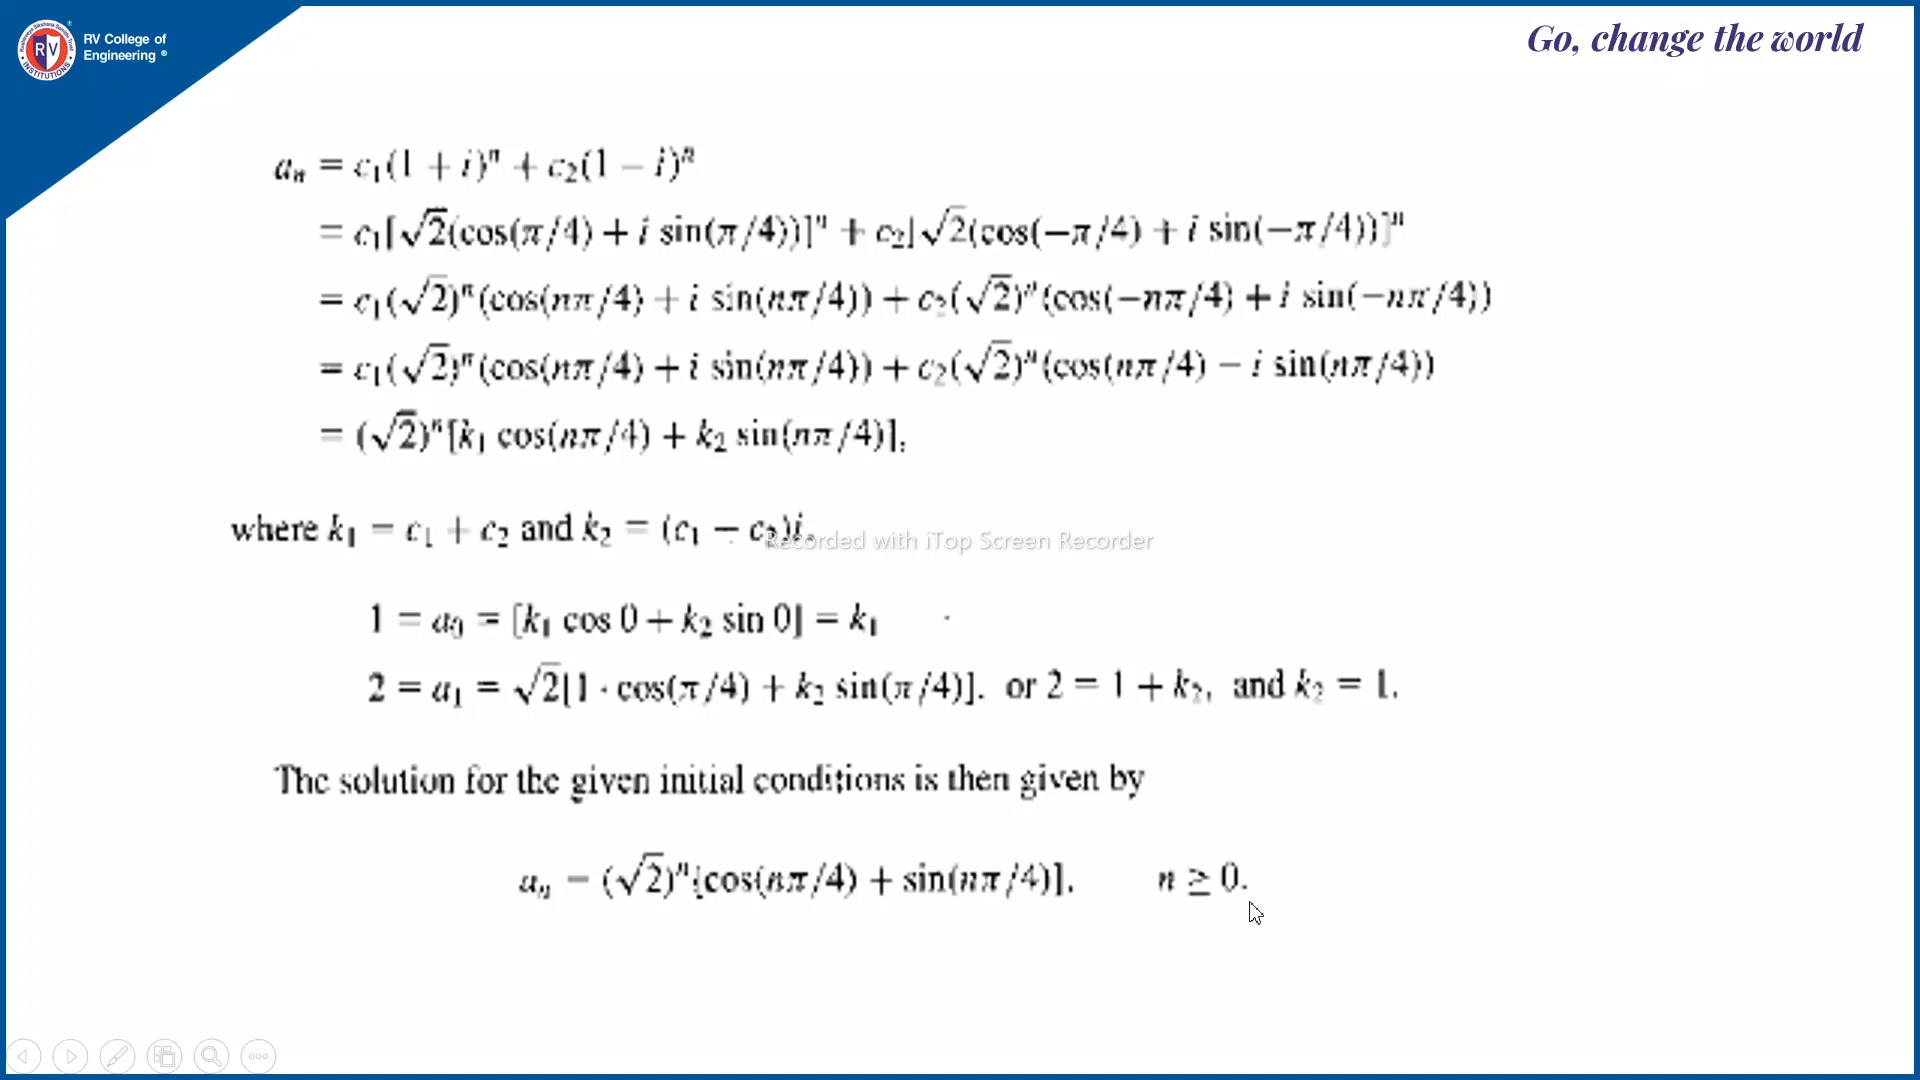 RV College of
Engineering ®
Go, change the world
aₙ = c₁(1 + i)ⁿ + c₂(1 − i)ⁿ
= c₁[√2(cos(π/4) + i sin(π/4))]ⁿ + c₂[√2(cos(−π/4) + i sin(−π/4))]ⁿ
= c₁(√2)ⁿ(cos(nπ/4) + i sin(nπ/4)) + c₂(√2)ⁿ(cos(−nπ/4) + i sin(−nπ/4))
= c₁(√2)ⁿ(cos(nπ/4) + i sin(nπ/4)) + c₂(√2)ⁿ(cos(nπ/4) − i sin(nπ/4))
= (√2)ⁿ[k₁ cos(nπ/4) + k₂ sin(nπ/4)],
where k₁ = c₁ + c₂ and k₂ = (c₁ − c₂)i.
Recorded with iTop Screen Recorder
1 = a₀ = [k₁ cos 0 + k₂ sin 0] = k₁
2 = a₁ = √2[1 · cos(π/4) + k₂ sin(π/4)], or 2 = 1 + k₂, and k₂ = 1.
The solution for the given initial conditions is then given by
aₙ = (√2)ⁿ[cos(nπ/4) + sin(nπ/4)], n ≥ 0.